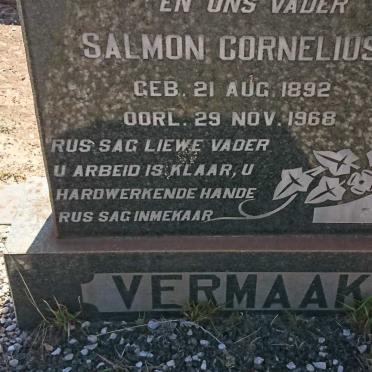 EN ONS VADER
SALMON CORNELIUS
GEB. 21 AUG. 1892
OORL. 29 NOV. 1968
RUS SAG LIEWE VADER
U ARBEID IS KLAAR, U
HARDWERKENDE HANDE
RUS SAG INMEKAAR
VERMAAK